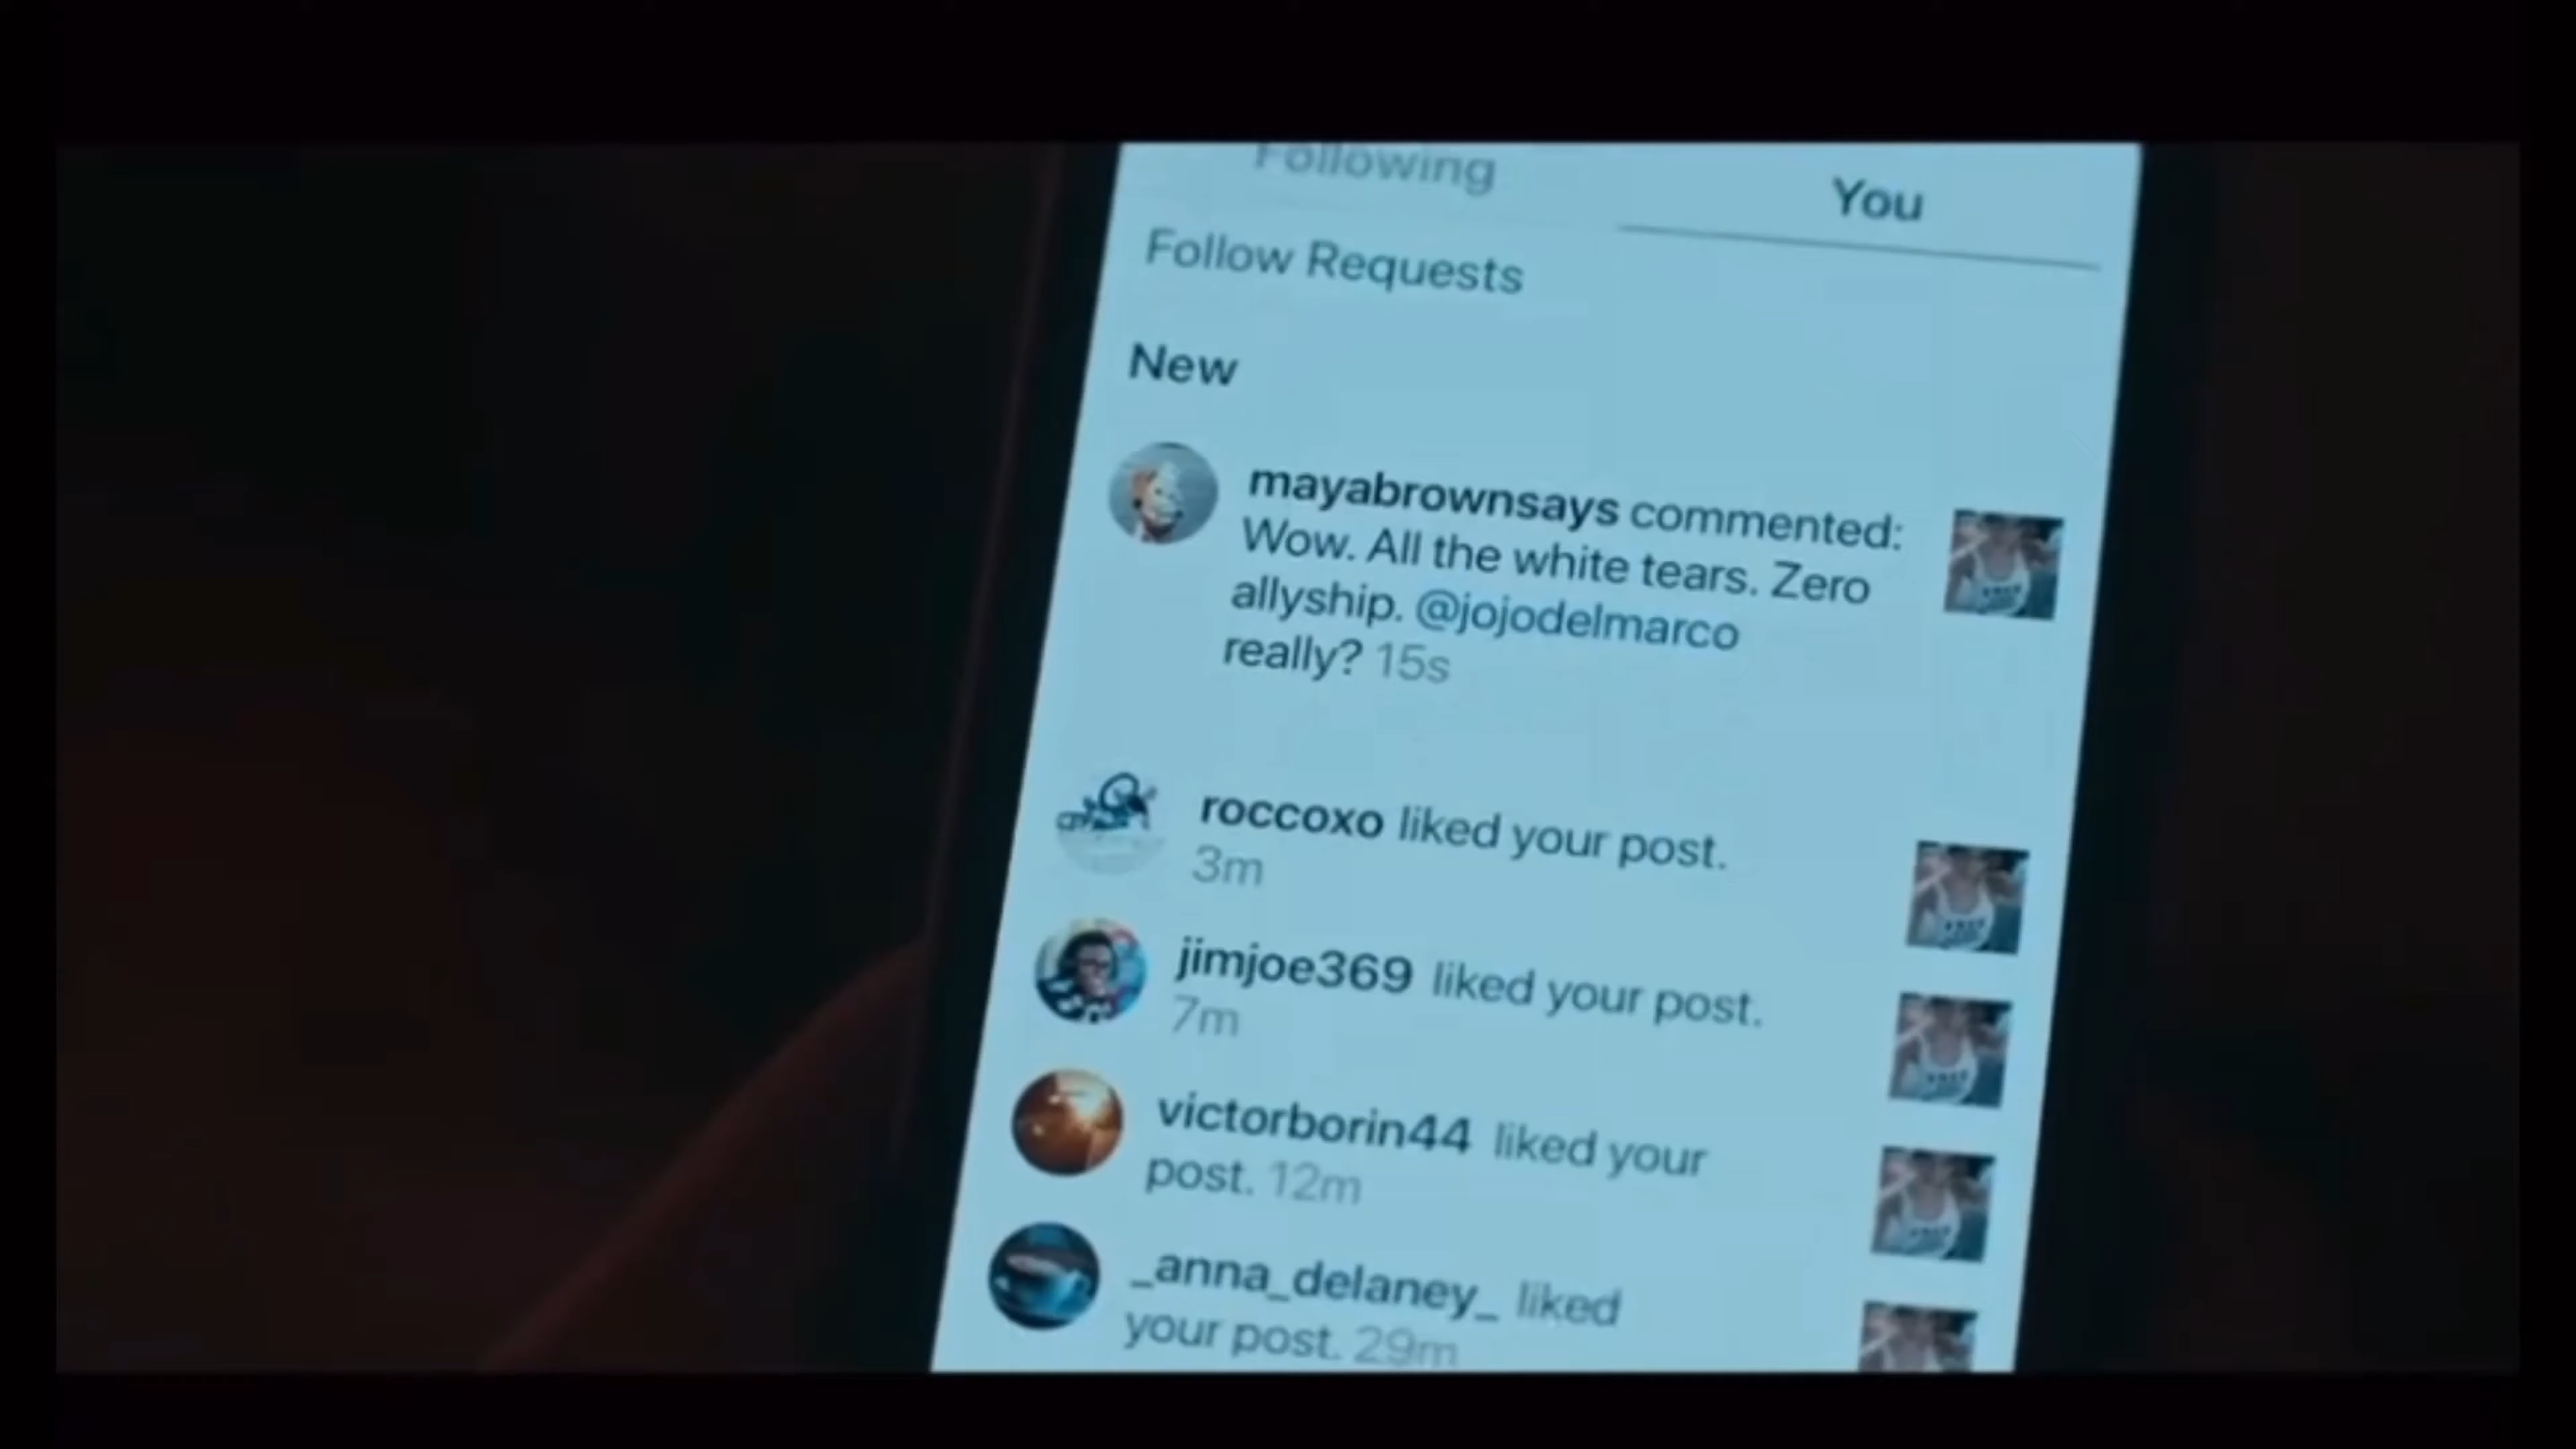 Following
You
Follow Requests
New
mayabrownsays commented:
Wow. All the white tears. Zero
allyship. @jojodelmarco
really? 15s
roccoxo liked your post.
3m
jimjoe369 liked your post.
7m
victorborin44 liked your
post. 12m
_anna_delaney_ liked
your post. 29m